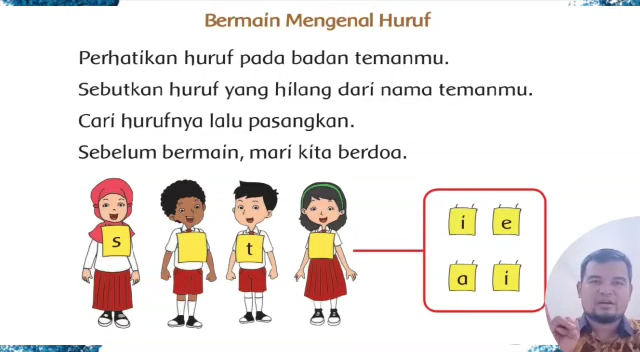 Bermain Mengenal Huruf
Perhatikan huruf pada badan temanmu.
Sebutkan huruf yang hilang dari nama temanmu.
Cari hurufnya lalu pasangkan.
Sebelum bermain, mari kita berdoa.
s t
i e
a i